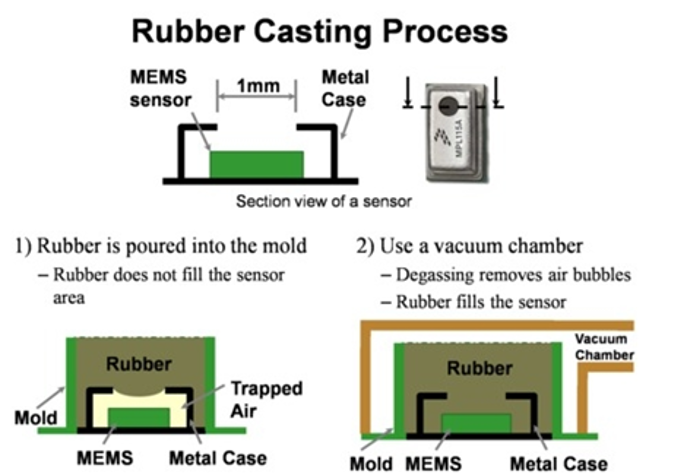 Rubber Casting Process
MEMS
sensor
1mm
Metal
Case
MPL115A
Section view of a sensor
1) Rubber is poured into the mold
– Rubber does not fill the sensor
area
2) Use a vacuum chamber
– Degassing removes air bubbles
– Rubber fills the sensor
Rubber
Trapped
Air
Mold
MEMS
Metal Case
Vacuum
Chamber
Rubber
Mold
MEMS
Metal Case